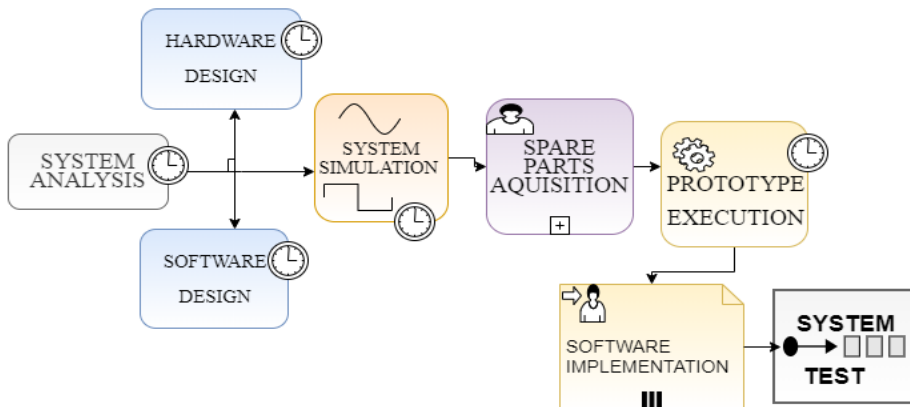 HARDWARE
DESIGN
SYSTEM
ANALYSIS
SOFTWARE
DESIGN
SYSTEM
SIMULATION
SPARE
PARTS
AQUISITION
PROTOTYPE
EXECUTION
SOFTWARE
IMPLEMENTATION
SYSTEM
TEST